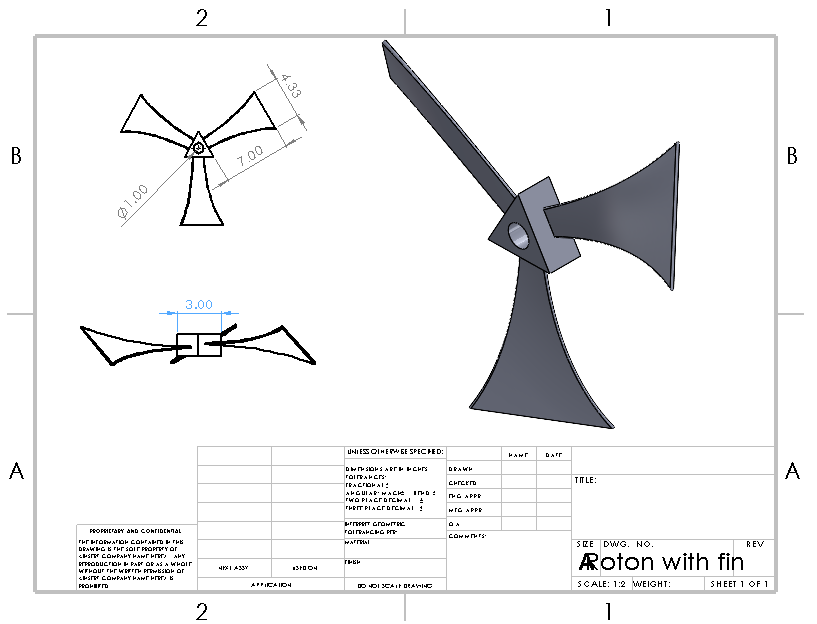 2
1
B
B
A
A
2
1
4.33
7.00
Ø1.00
3.00
PROPRIETARY AND CONFIDENTIAL
THE INFORMATION CONTAINED IN THIS
DRAWING IS THE SOLE PROPERTY OF
<INSERT COMPANY NAME HERE>. ANY
REPRODUCTION IN PART OR AS A WHOLE
WITHOUT THE WRITTEN PERMISSION OF
<INSERT COMPANY NAME HERE> IS
PROHIBITED.
NEXT ASSY
USED ON
APPLICATION
UNLESS OTHERWISE SPECIFIED:
DIMENSIONS ARE IN INCHES
TOLERANCES:
FRACTIONAL ±
ANGULAR: MACH ± BEND ±
TWO PLACE DECIMAL ±
THREE PLACE DECIMAL ±
INTERPRET GEOMETRIC
TOLERANCING PER:
MATERIAL
FINISH
DO NOT SCALE DRAWING
NAME
DATE
DRAWN
CHECKED
ENG APPR.
MFG APPR.
Q.A.
COMMENTS:
TITLE:
SIZE
DWG. NO.
REV
A
Roton with fin
SCALE: 1:2
WEIGHT:
SHEET 1 OF 1